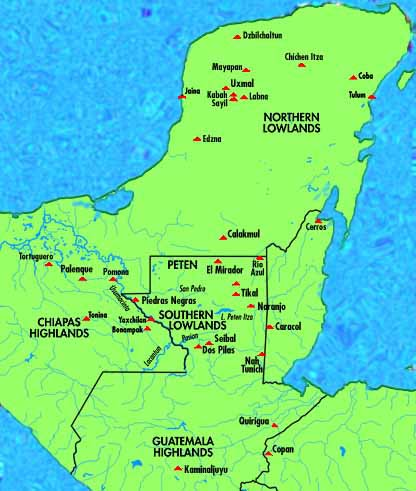 Dzbilchaltun
Chichen Itza
Mayapan
Coba
Uxmal
Jaina
Kabah
Labna
Tulum
Sayil
NORTHERN
LOWLANDS
Edzna
Cerros
Calakmul
Tortuguero
PETEN
Rio
Azul
El Mirador
Palenque
Pomona
San Pedro
Tikal
Usumacinta
Piedras Negras
Naranjo
L. Peten Itza
Tonina
Yaxchilan
SOUTHERN
LOWLANDS
CHIAPAS
HIGHLANDS
Bonampak
Caracol
Pasion
Seibal
Dos Pilas
Lacantun
Nah
Tunich
Quirigua
GUATEMALA
HIGHLANDS
Copan
Kaminaljuyu